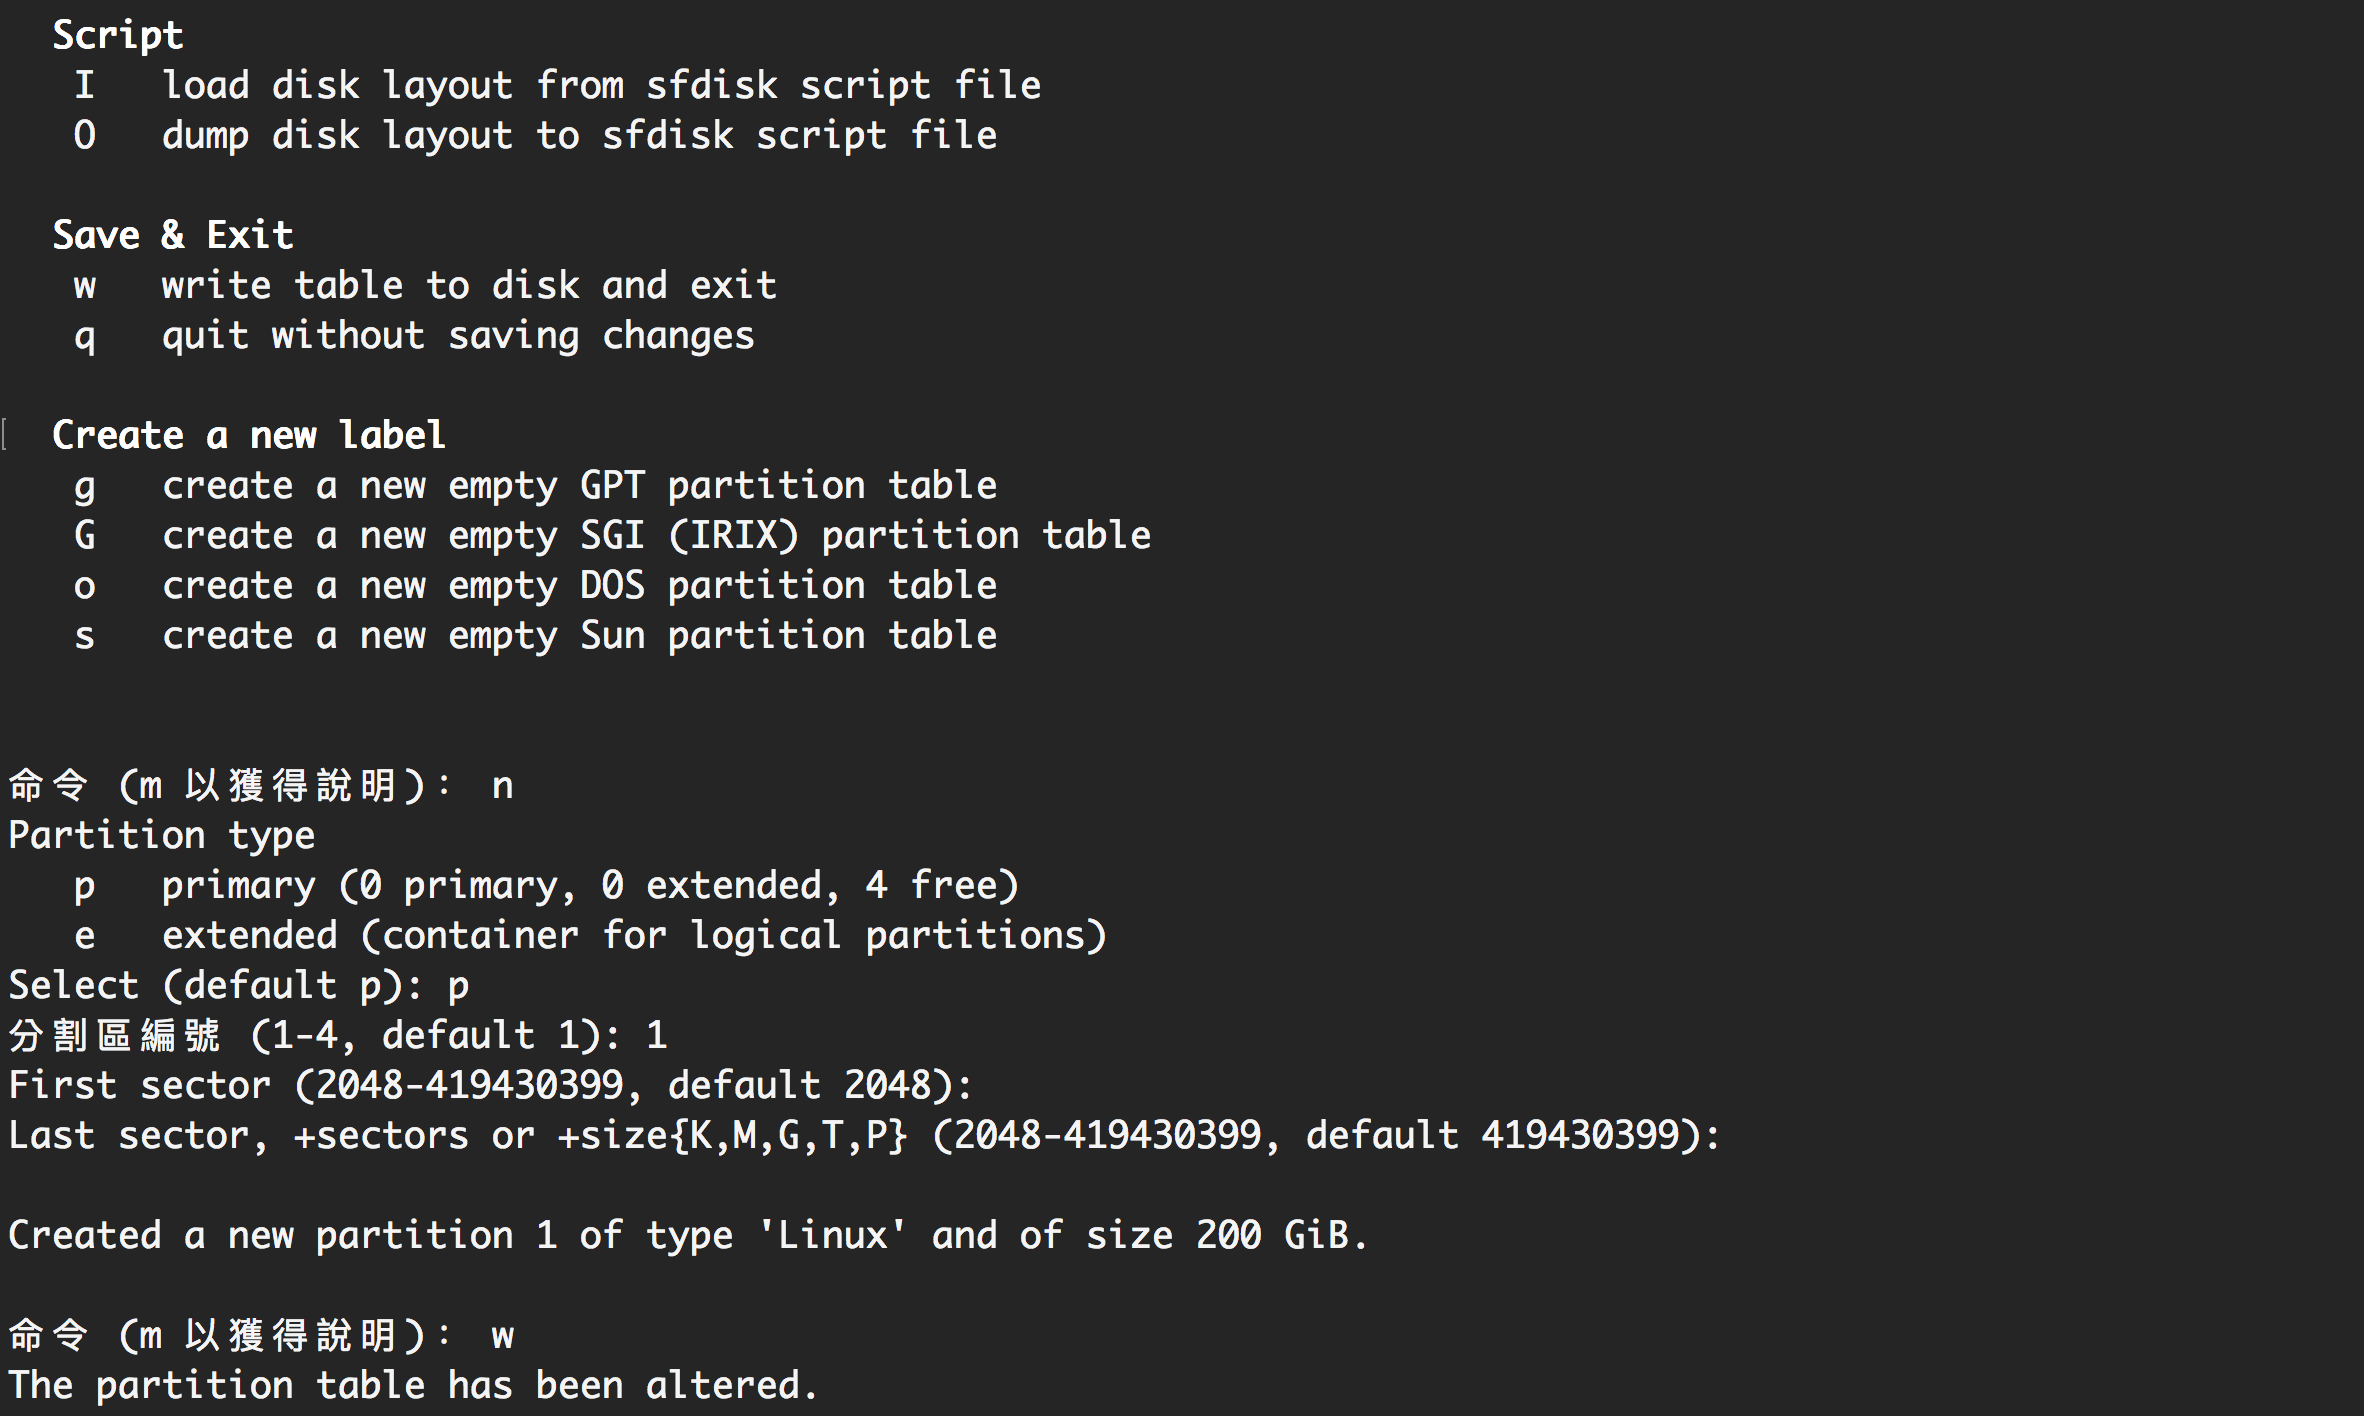 Script
I   load disk layout from sfdisk script file
O   dump disk layout to sfdisk script file
Save & Exit
w   write table to disk and exit
q   quit without saving changes
Create a new label
g   create a new empty GPT partition table
G   create a new empty SGI (IRIX) partition table
o   create a new empty DOS partition table
s   create a new empty Sun partition table
命令 (m 以獲得說明)： n
Partition type
p   primary (0 primary, 0 extended, 4 free)
e   extended (container for logical partitions)
Select (default p): p
分割區編號 (1-4, default 1): 1
First sector (2048-419430399, default 2048):
Last sector, +sectors or +size{K,M,G,T,P} (2048-419430399, default 419430399):
Created a new partition 1 of type 'Linux' and of size 200 GiB.
命令 (m 以獲得說明)： w
The partition table has been altered.